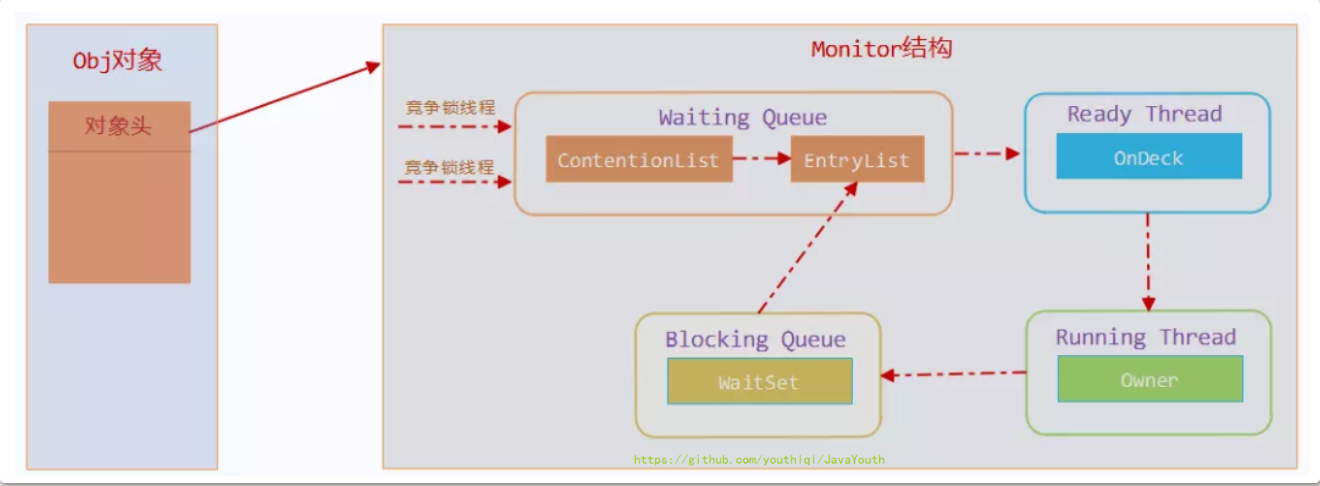 Obj对象
对象头
Monitor结构
竞争锁线程
竞争锁线程
Waiting Queue
ContentionList
EntryList
Ready Thread
OnDeck
Blocking Queue
WaitSet
Running Thread
Owner
https://github.com/youthlql/JavaYouth